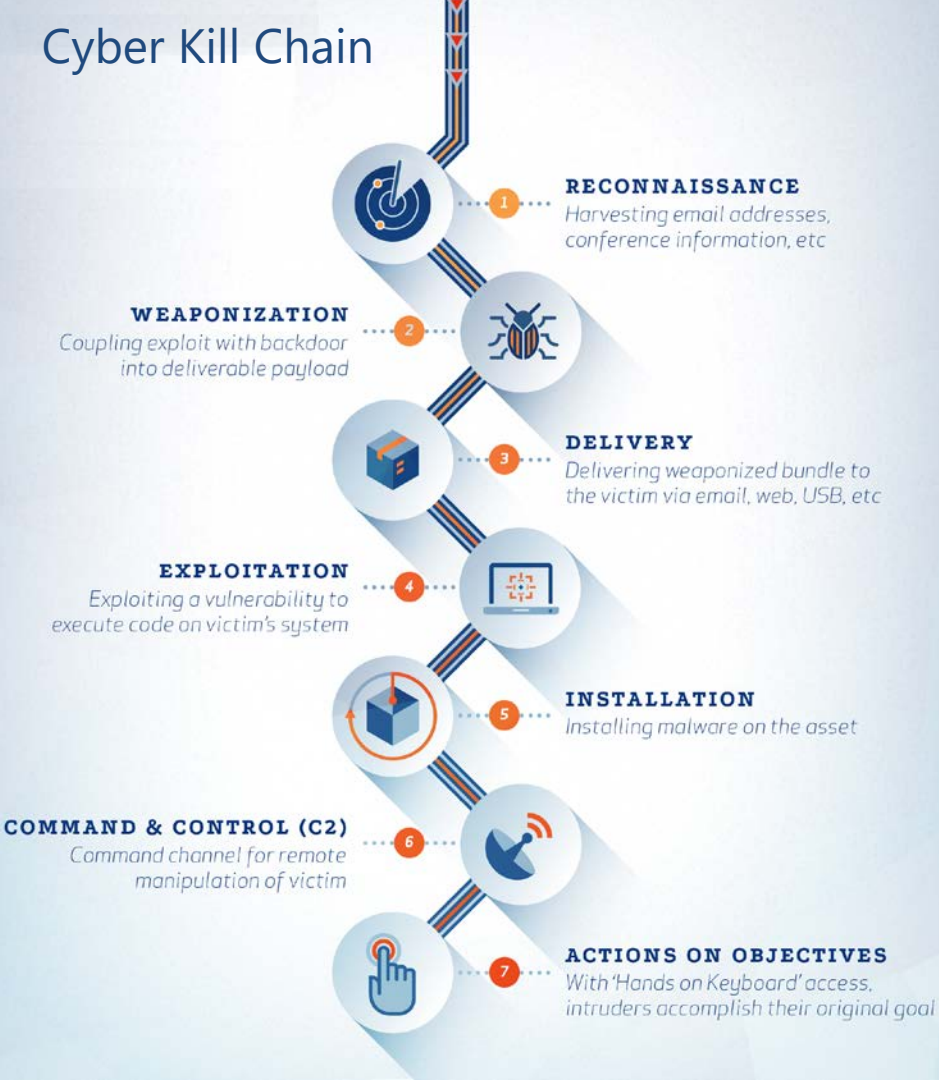 Cyber Kill Chain
1
RECONNAISSANCE
Harvesting email addresses,
conference information, etc
WEAPONIZATION
Coupling exploit with backdoor
into deliverable payload
2
3
DELIVERY
Delivering weaponized bundle to
the victim via email, web, USB, etc
EXPLOITATION
Exploiting a vulnerability to
execute code on victim's system
4
5
INSTALLATION
Installing malware on the asset
COMMAND & CONTROL (C2)
Command channel for remote
manipulation of victim
6
7
ACTIONS ON OBJECTIVES
With 'Hands on Keyboard' access,
intruders accomplish their original goal